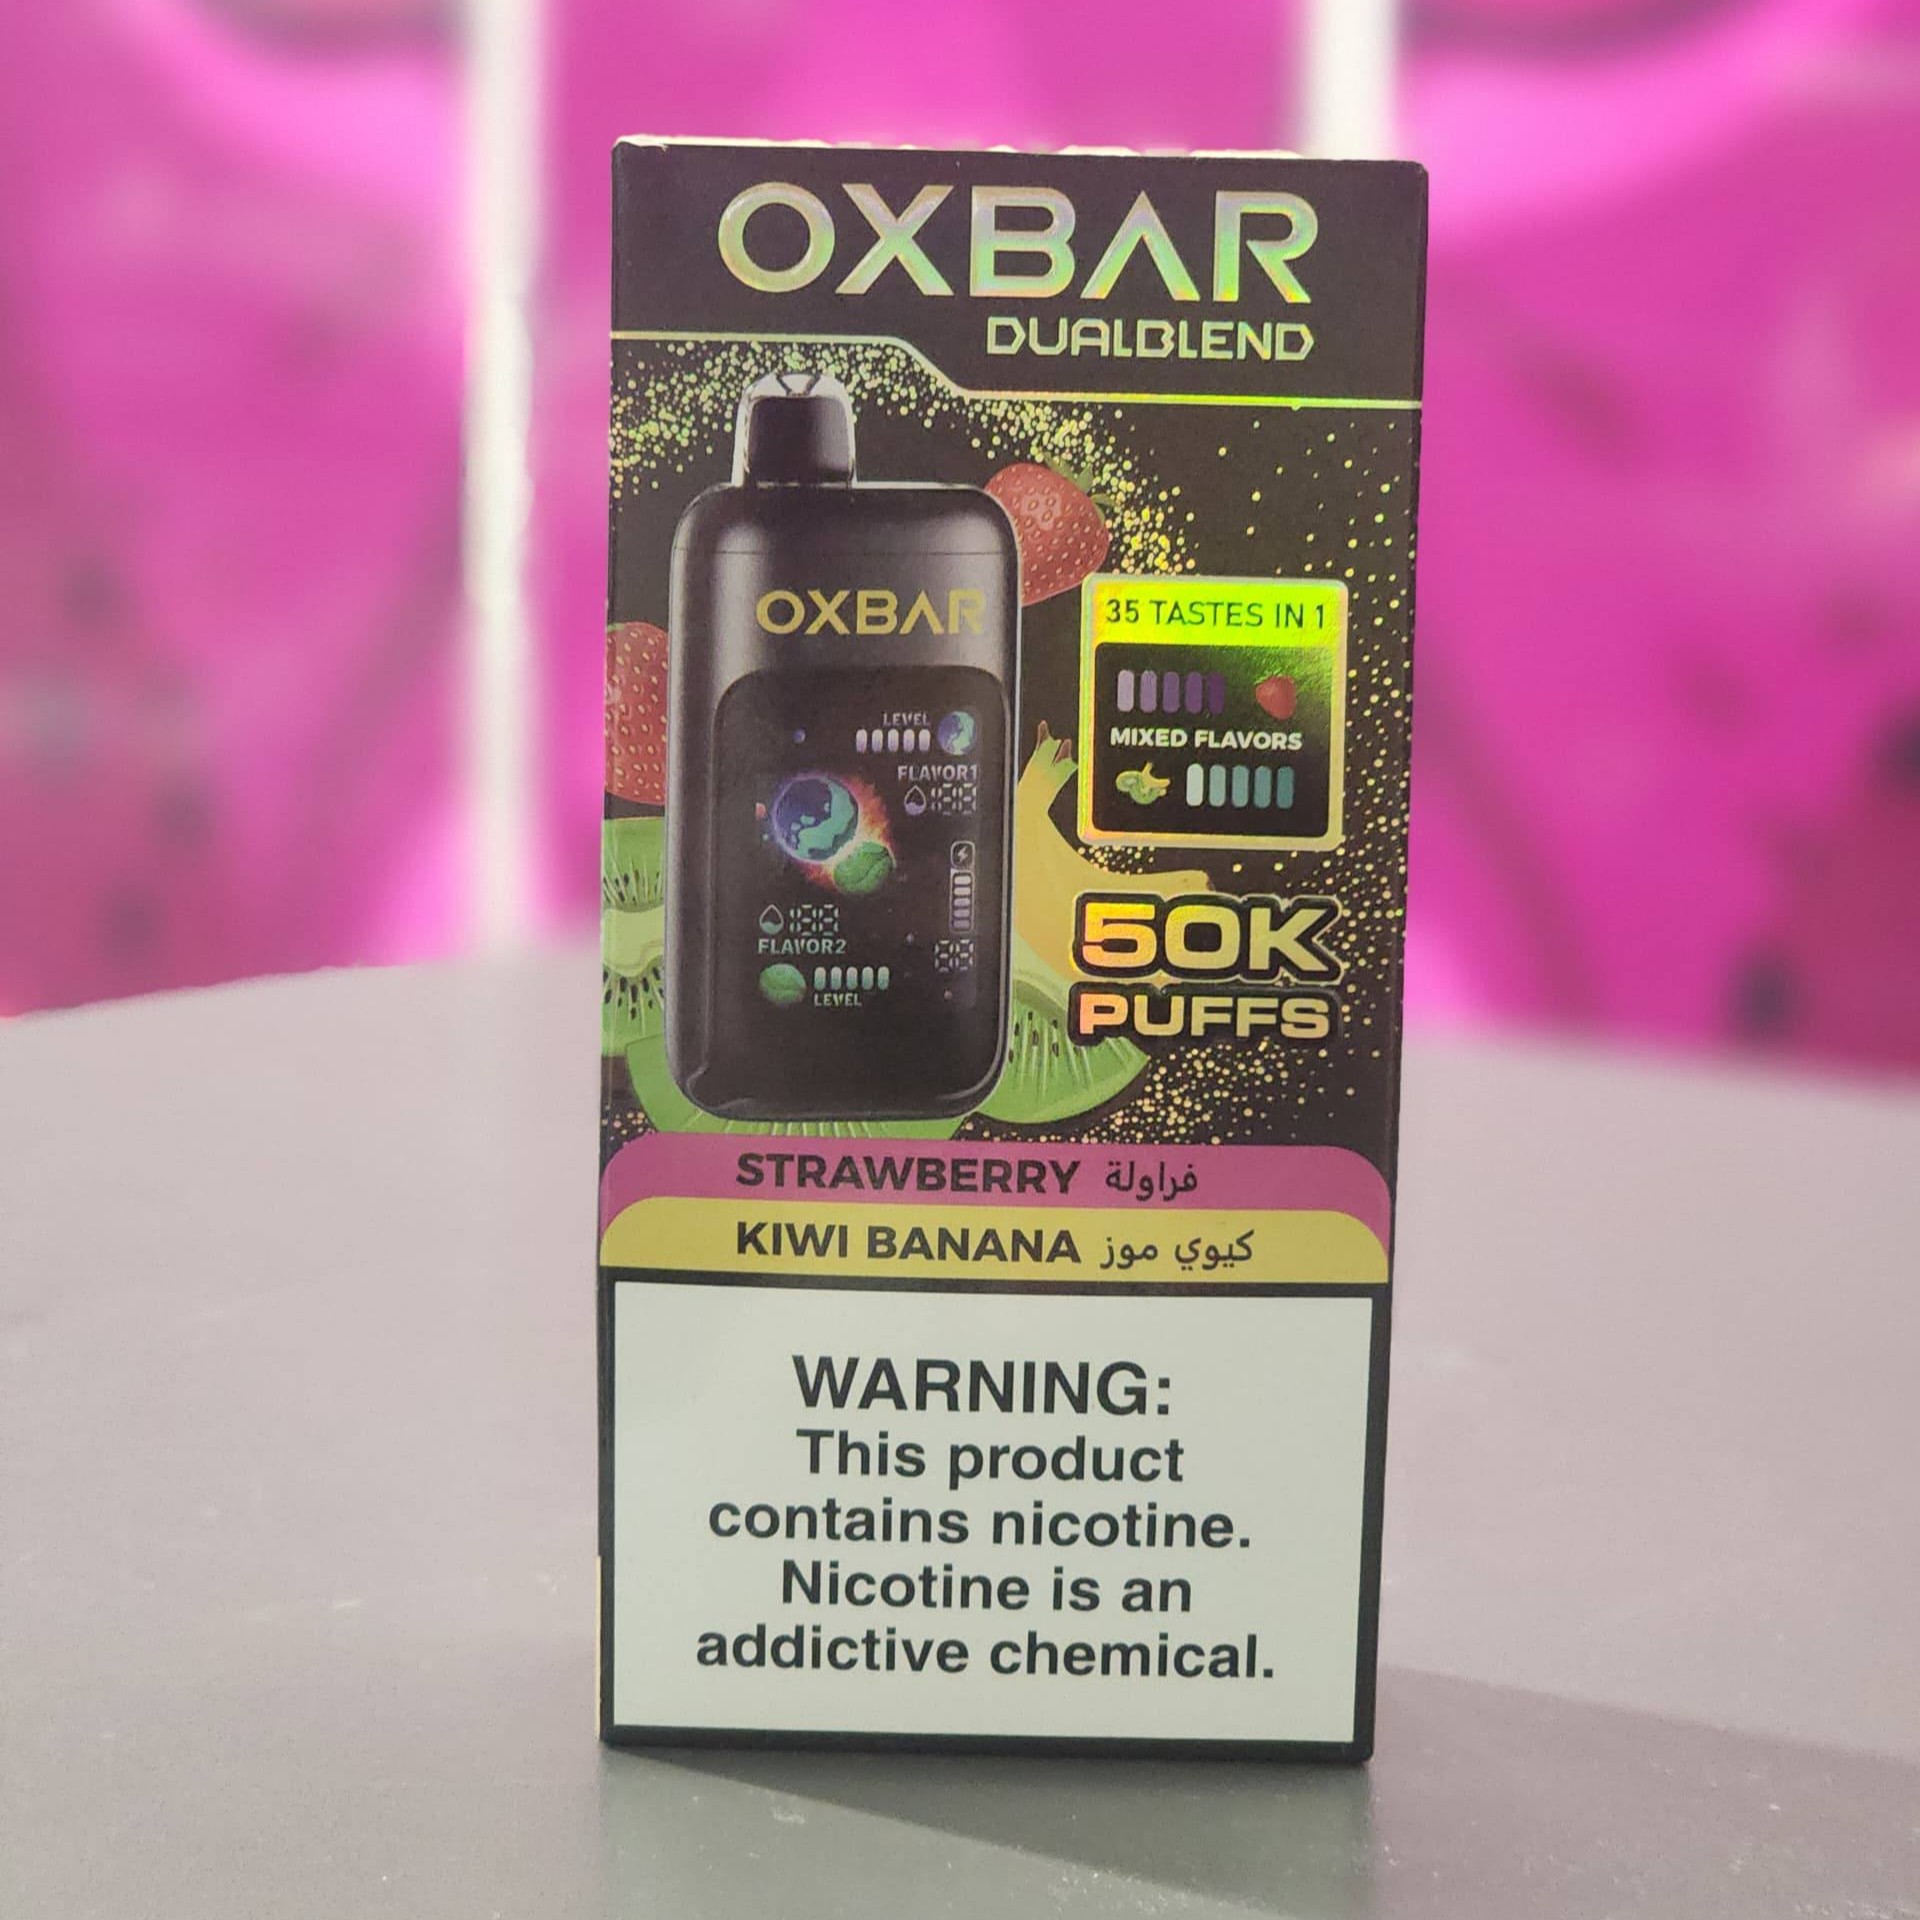 OXBAR
DUALBLEND
OXBAR
35 TASTES IN 1
LEVEL
MIXED FLAVORS
FLAVOR1
50K
FLAVOR2
PUFFS
LEVEL
STRAWBERRY فراولة
KIWI BANANA كيوي موز
WARNING:
This product
contains nicotine.
Nicotine is an
addictive chemical.